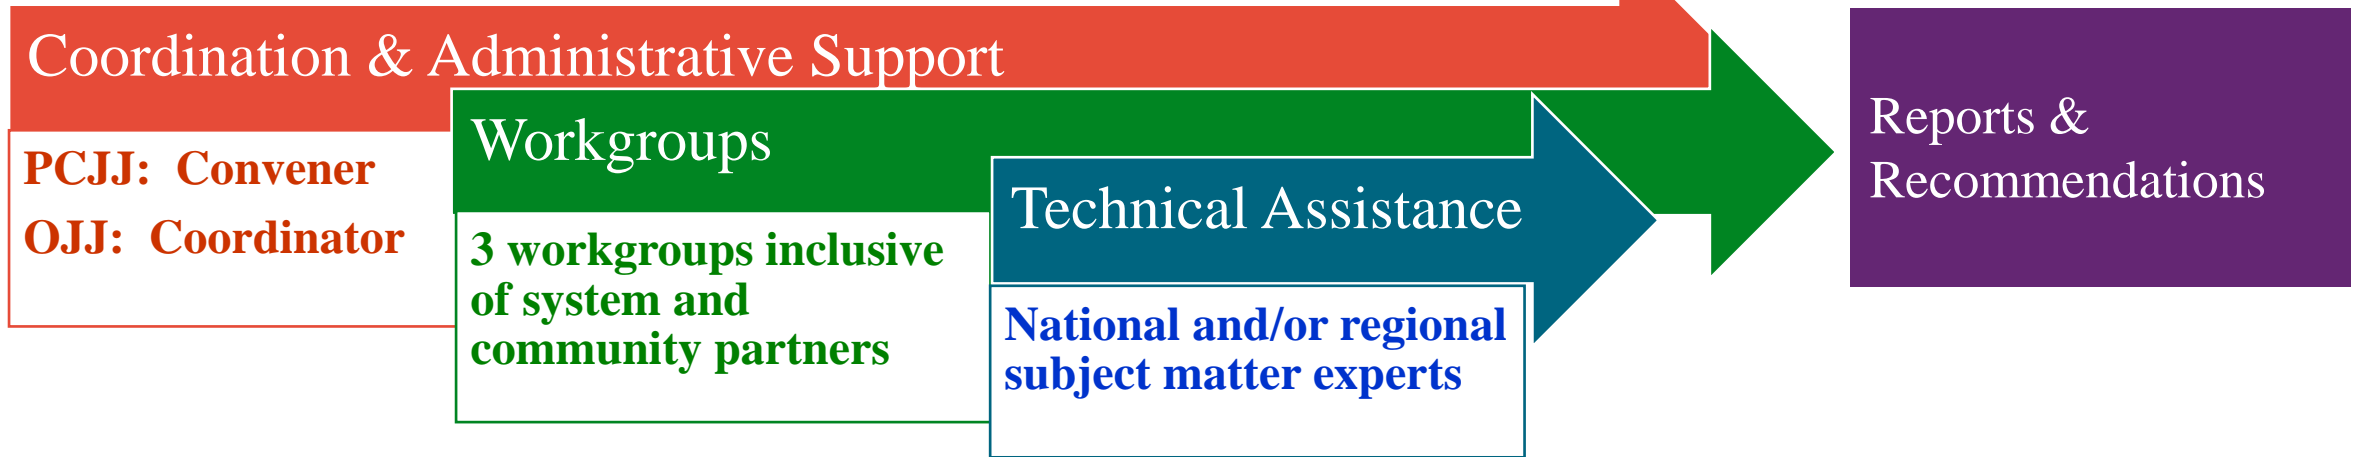 Coordination & Administrative Support
PCJJ:  Convener
OJJ:  Coordinator
Workgroups
3 workgroups inclusive
of system and
community partners
Technical Assistance
National and/or regional
subject matter experts
Reports &
Recommendations